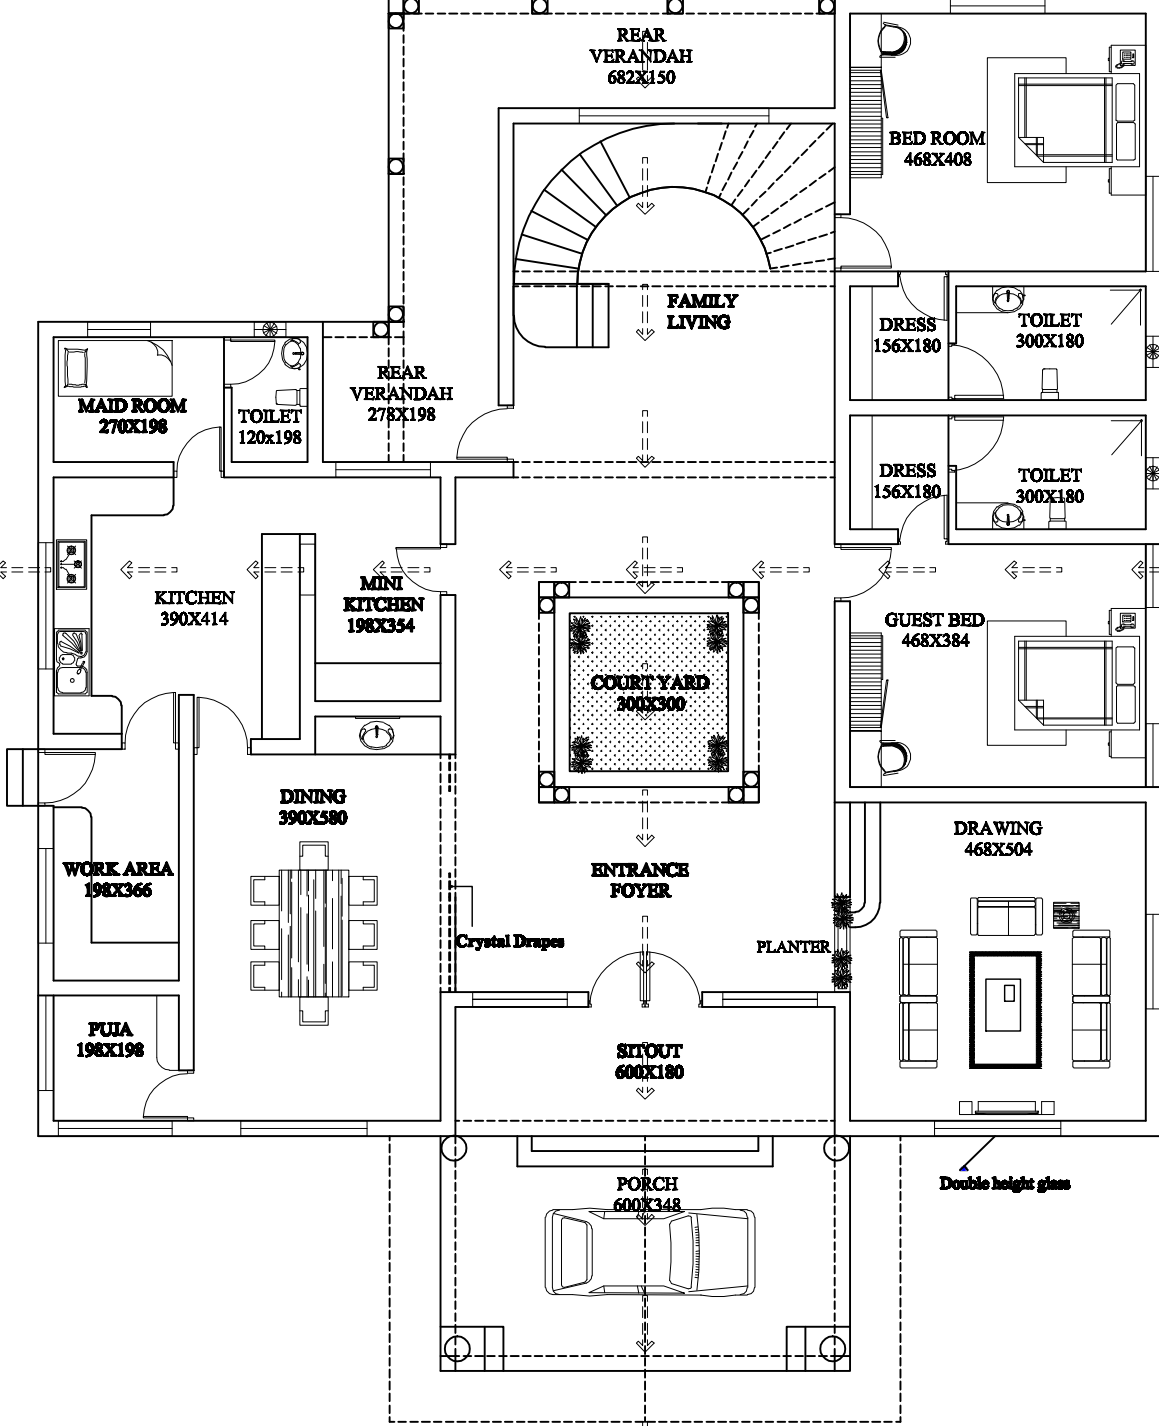 REAR
VERANDAH
682X150
BED ROOM
468X408
FAMILY
LIVING
DRESS
156X180
TOILET
300X180
REAR
VERANDAH
278X198
MAID ROOM
270X198
TOILET
120x198
DRESS
156X180
TOILET
300X180
KITCHEN
390X414
MINI
KITCHEN
198X354
GUEST BED
468X384
COURT YARD
300X300
DINING
390X580
DRAWING
468X504
WORK AREA
198X366
ENTRANCE
FOYER
Crystal Drapes
PLANTER
PUJA
198X198
SITOUT
600X180
PORCH
600X348
Double height glass